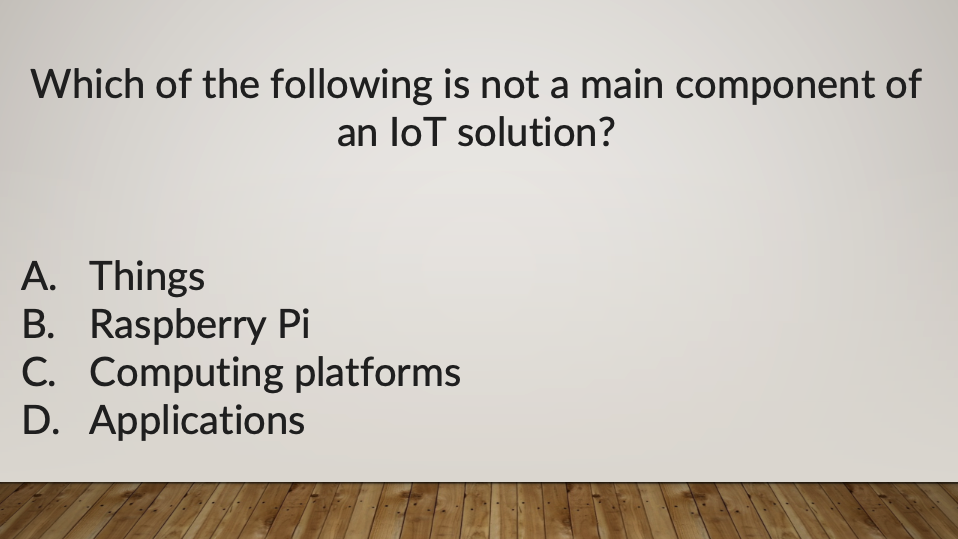 Which of the following is not a main component of
an IoT solution?
A. Things
B. Raspberry Pi
C. Computing platforms
D. Applications